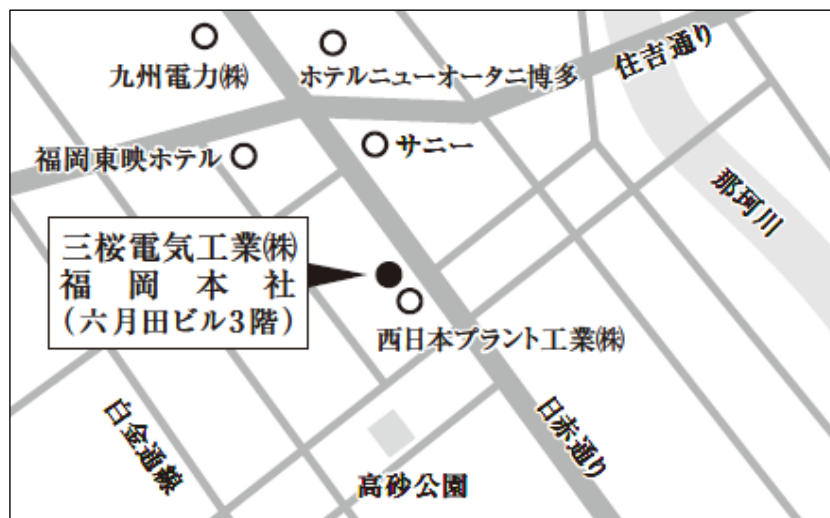 九州電力㈱
ホテルニューオータニ博多
住吉通り
福岡東映ホテル
サニー
那珂川
三桜電気工業㈱
福岡本社
(六月田ビル3階)
西日本プラント工業㈱
白金通線
日赤通り
高砂公園